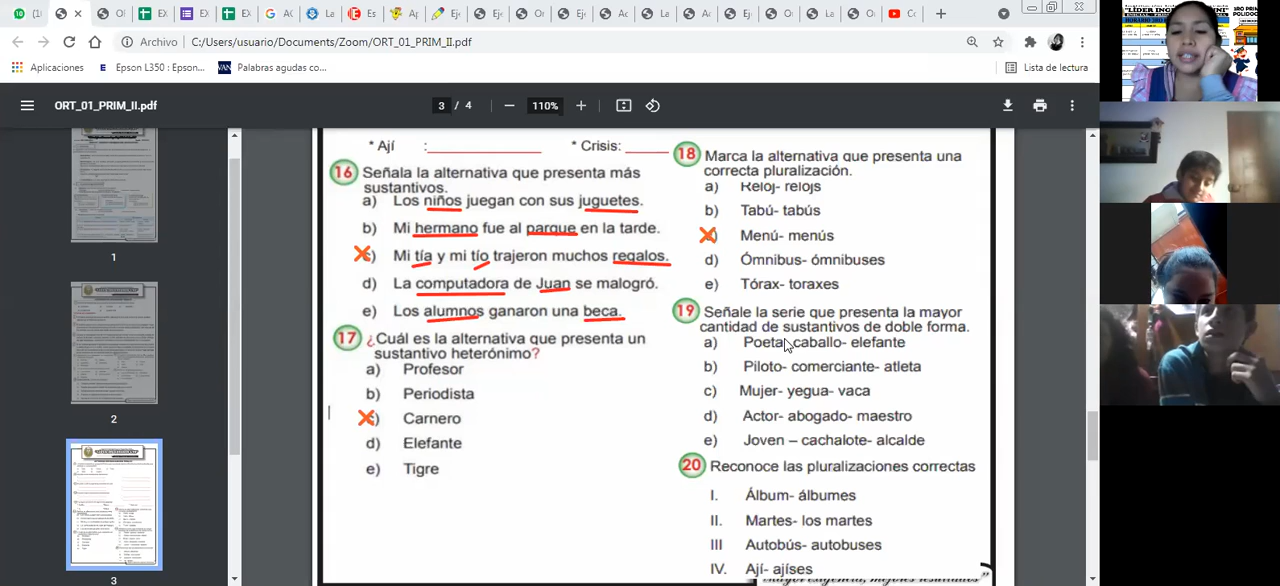 Archivo
C:/Users/usuario/Documents/Zoom/ORT_01_PRIM_II.pdf
Aplicaciones
Epson L350 : Epson...
Palabras agudas co...
Lista de lectura
ORT_01_PRIM_II.pdf
3 / 4
110%
1
2
3
* Ají :____________ * Crisis: ______
16 Señala la alternativa que presenta más
sustantivos.
a) Los niños juegan con sus juguetes.
b) Mi hermano fue al parque en la tarde.
c) Mi tía y mi tío trajeron muchos regalos.
d) La computadora de Juan se malogró.
e) Los alumnos ganaron una beca.
17 ¿Cuál es la alternativa que presenta un
sustantivo heterónimo?
a) Profesor
b) Periodista
c) Carnero
d) Elefante
e) Tigre
18 Marca la alternativa que presenta una
correcta pluralización.
a) Reloj- relojs
b) Tabú- tabús
Menú- menús
d) Ómnibus- ómnibuses
e) Tórax- toraxes
19 Señale la serie que presenta la mayor
cantidad de sustantivos de doble forma.
a) Poeta- caballo- elefante
b) Piloto- comerciante- atleta
c) Mujer- yegua- vaca
d) Actor- abogado- maestro
e) Joven – cachalote- alcalde
20 Reconoce las pluralizaciones correctas
I. Álbum- álbumes
II. Martes- los martes
III Autobús- autobuses
IV. Ají- ajíses